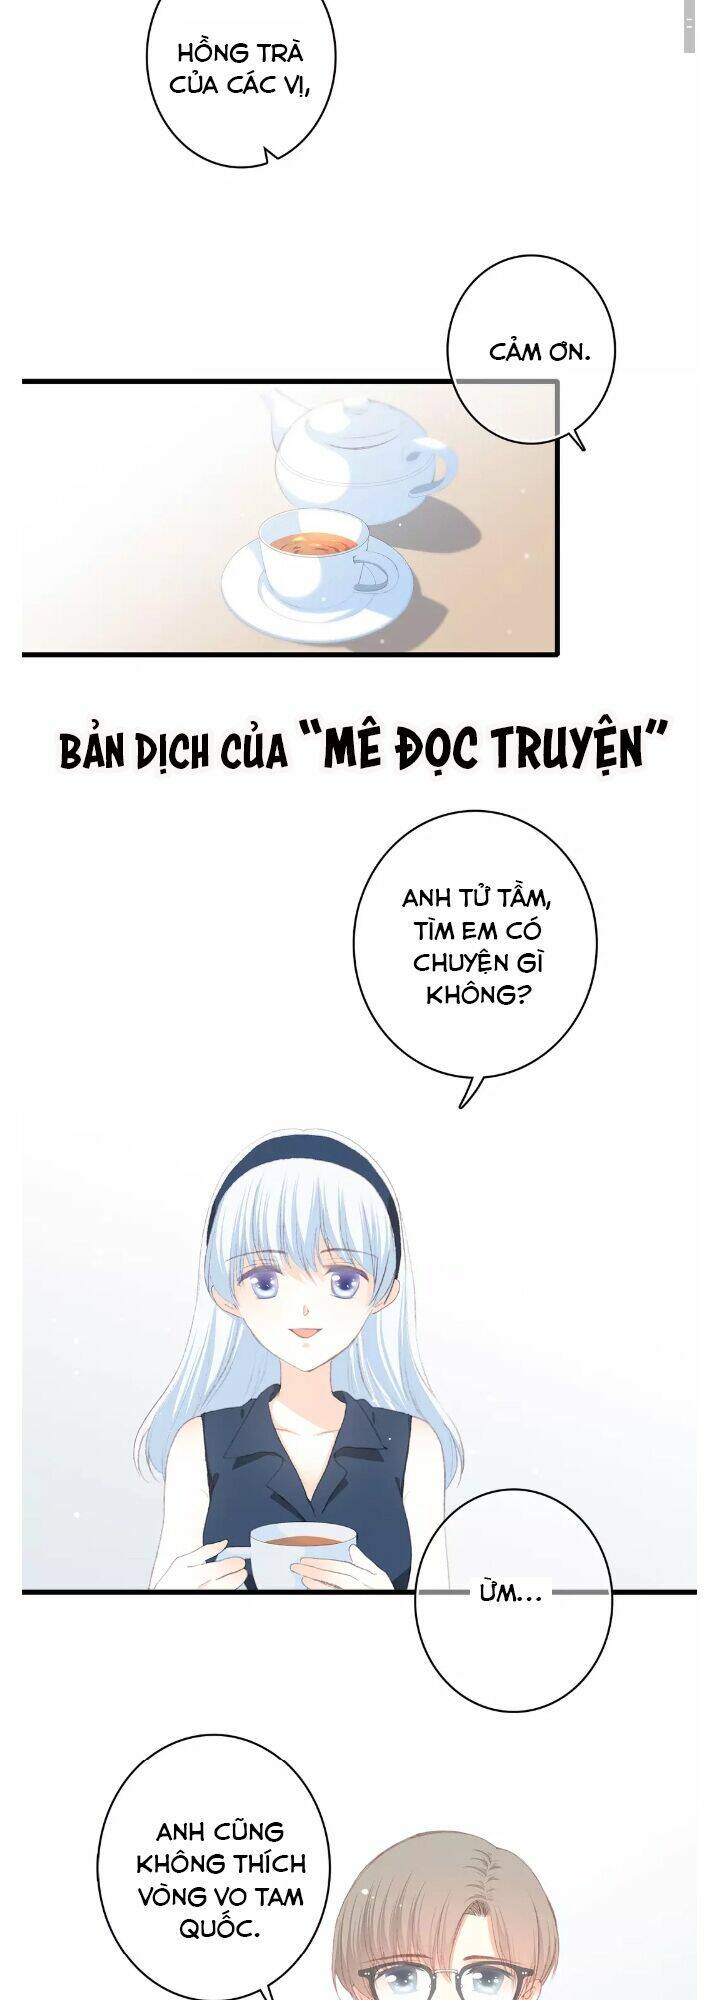 HỒNG TRÀ
CỦA CÁC VỊ,
CẢM ƠN.
BẢN DỊCH CỦA “MÊ ĐỌC TRUYỆN”
ANH TỬ TẦM,
TÌM EM CÓ
CHUYỆN GÌ
KHÔNG?
ỪM...
ANH CŨNG
KHÔNG THÍCH
VÒNG VO TAM
QUỐC.